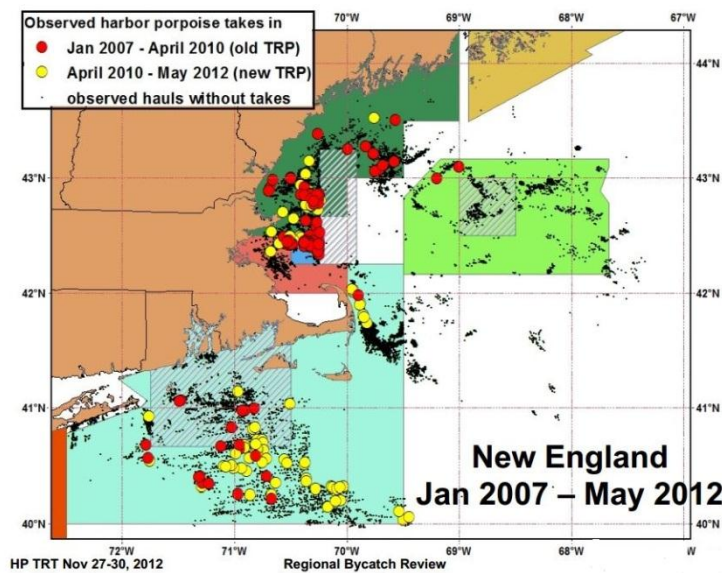 Observed harbor porpoise takes in
Jan 2007 - April 2010 (old TRP)
April 2010 - May 2012 (new TRP)
observed hauls without takes
70°W 69°W 68°W 67°W
44°N 44°N
43°N 43°N
42°N 42°N
41°N 41°N
40°N 40°N
New England
Jan 2007 – May 2012
72°W 71°W 70°W 69°W 68°W
HP TRT Nov 27-30, 2012 Regional Bycatch Review